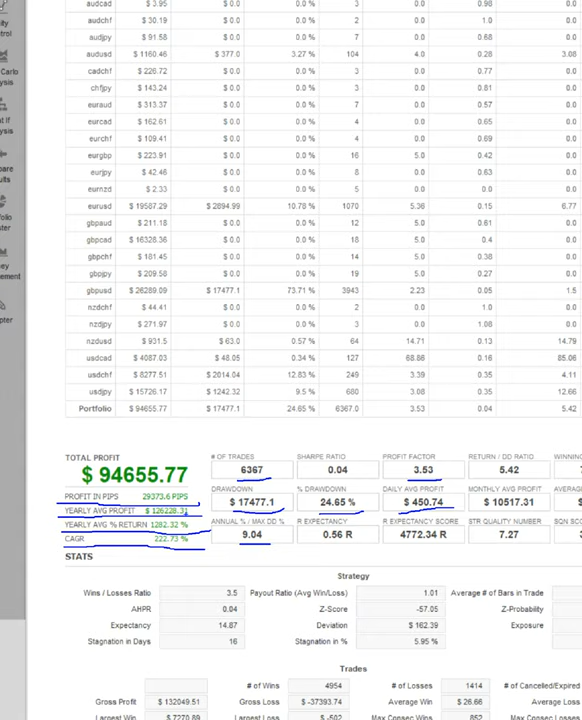 audcad $ 3.95 $ 0.0 0.0 % 3 0.0 0.98 0.0
audchf $ 30.19 $ 0.0 0.0 % 2 0.0 1.0 0.0
audjpy $ 91.58 $ 0.0 0.0 % 7 0.0 0.68 0.0
audusd $ 1160.46 $ 377.0 3.27 % 104 4.0 0.28 3.08
cadchf $ 226.72 $ 0.0 0.0 % 3 0.0 0.77 0.0
chfjpy $ 143.24 $ 0.0 0.0 % 3 0.0 0.81 0.0
euraud $ 313.37 $ 0.0 0.0 % 7 0.0 0.57 0.0
eurcad $ 162.61 $ 0.0 0.0 % 4 0.0 0.65 0.0
eurchf $ 109.41 $ 0.0 0.0 % 4 0.0 0.69 0.0
eurgbp $ 223.91 $ 0.0 0.0 % 16 5.0 0.42 0.0
eurjpy $ 42.46 $ 0.0 0.0 % 8 0.0 0.63 0.0
eurnzd $ 2.33 $ 0.0 0.0 % 5 0.0 0.0 0.0
eurusd $ 19587.29 $ 2894.99 10.78 % 1070 5.36 0.15 6.77
gbpaud $ 211.18 $ 0.0 0.0 % 12 5.0 0.61 0.0
gbpcad $ 16328.36 $ 0.0 0.0 % 18 5.0 0.4 0.0
gbpchf $ 181.45 $ 0.0 0.0 % 14 5.0 0.38 0.0
gbpjpy $ 209.58 $ 0.0 0.0 % 19 5.0 0.27 0.0
gbpusd $ 26289.09 $ 17477.1 73.71 % 3943 2.23 0.05 1.5
nzdchf $ 44.41 $ 0.0 0.0 % 2 0.0 1.0 0.0
nzdjpy $ 271.97 $ 0.0 0.0 % 3 0.0 1.08 0.0
nzdusd $ 931.5 $ 63.0 0.57 % 64 14.71 0.13 14.79
usdcad $ 4087.03 $ 48.05 0.34 % 127 68.86 0.16 85.06
usdchf $ 8277.51 $ 2014.04 12.83 % 249 3.39 0.35 4.11
usdjpy $ 15726.17 $ 1242.32 9.5 % 680 3.08 0.35 12.66
Portfolio $ 94655.77 $ 17477.1 24.65 % 6367.0 3.53 0.04 5.42
TOTAL PROFIT
$ 94655.77
PROFIT IN PIPS 29373.6 PIPS
YEARLY AVG PROFIT $ 126228.31
YEARLY AVG % RETURN 1282.32 %
CAGR 222.73 %
# OF TRADES SHARPE RATIO PROFIT FACTOR RETURN / DD RATIO
6367 0.04 3.53 5.42
DRAWDOWN % DRAWDOWN DAILY AVG PROFIT MONTHLY AVG PROFIT
$ 17477.1 24.65 % $ 450.74 $ 10517.31
ANNUAL % / MAX DD % R EXPECTANCY R EXPECTANCY SCORE STR QUALITY NUMBER
9.04 0.56 R 4772.34 R 7.27
STATS
Strategy
Wins / Losses Ratio 3.5 Payout Ratio (Avg Win/Loss) 1.01 Average # of Bars in Trade
AHPR 0.04 Z-Score -57.05 Z-Probability
Expectancy 14.87 Deviation $ 162.39 Exposure
Stagnation in Days 16 Stagnation in % 5.95 %
Trades
# of Wins 4954 # of Losses 1414 # of Cancelled/Expired
Gross Profit $ 132049.51 Gross Loss $ -37393.74 Average Win $ 26.66 Average Loss
Largest Win $ 7270.89 Largest Loss $ -502 Max Consec Wins 852 Max Consec Losses